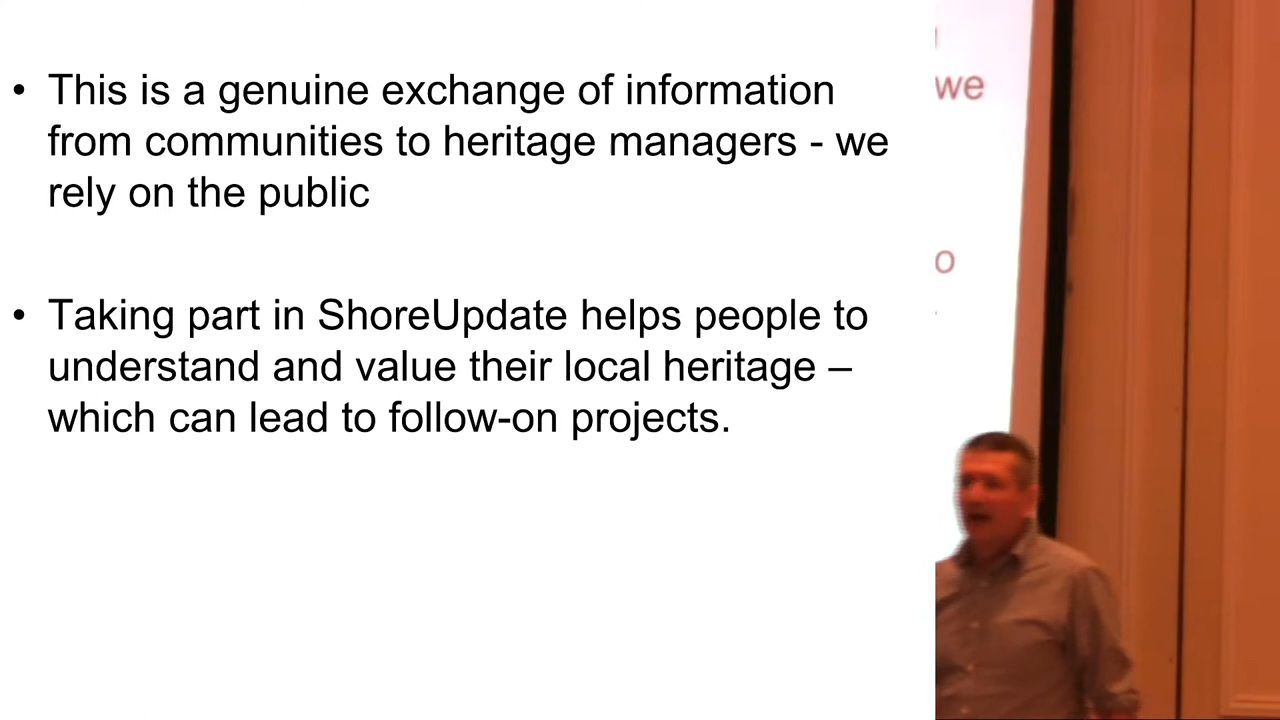 • This is a genuine exchange of information
from communities to heritage managers - we
rely on the public
• Taking part in ShoreUpdate helps people to
understand and value their local heritage –
which can lead to follow-on projects.
we
o